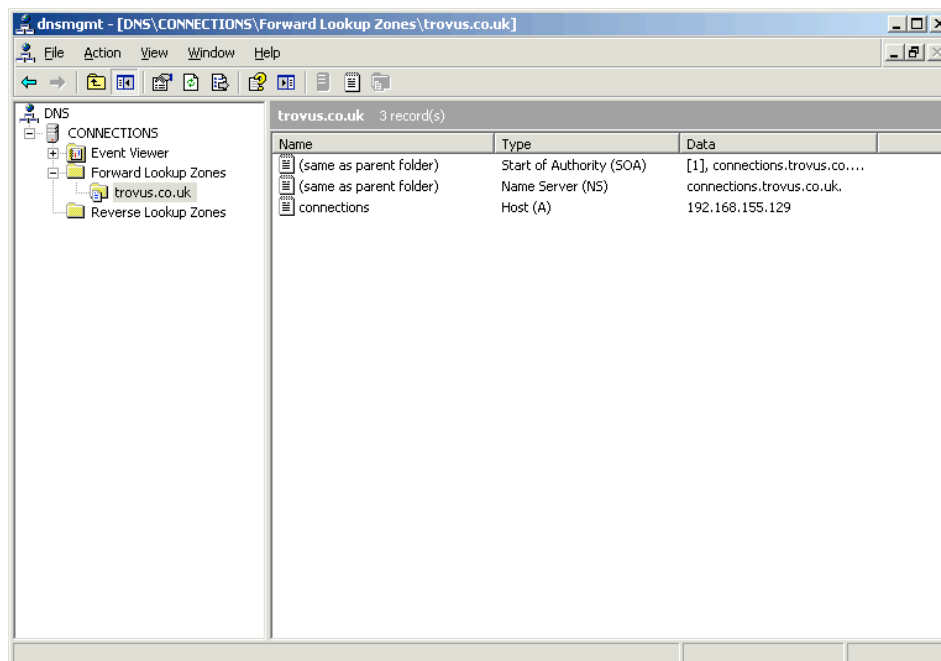 dnsmgmt - [DNS\CONNECTIONS\Forward Lookup Zones\trovus.co.uk]
File Action View Window Help
DNS
CONNECTIONS
Event Viewer
Forward Lookup Zones
trovus.co.uk
Reverse Lookup Zones
trovus.co.uk 3 record(s)
Name Type Data
(same as parent folder) Start of Authority (SOA) [1], connections.trovus.co....
(same as parent folder) Name Server (NS) connections.trovus.co.uk.
connections Host (A) 192.168.155.129